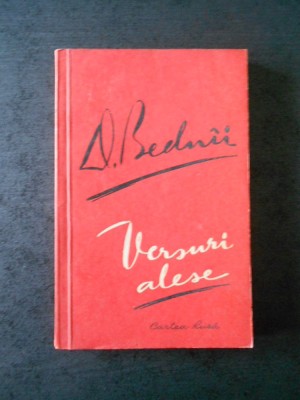 D. Bednîi
Versuri
alese
Cartea Rusă